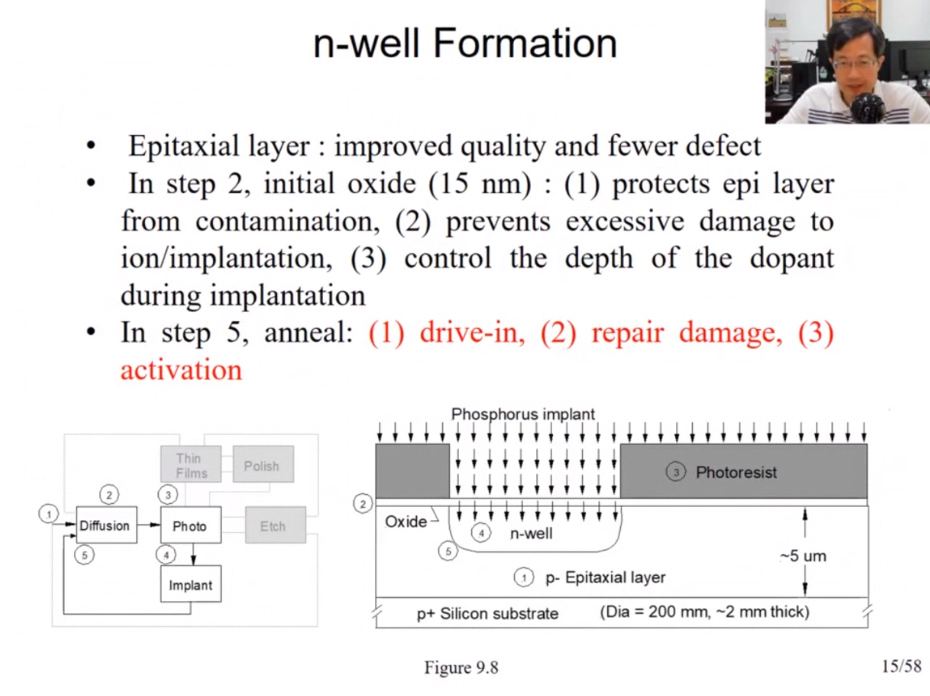 n-well Formation
• Epitaxial layer : improved quality and fewer defect
• In step 2, initial oxide (15 nm) : (1) protects epi layer
from contamination, (2) prevents excessive damage to
ion/implantation, (3) control the depth of the dopant
during implantation
• In step 5, anneal: (1) drive-in, (2) repair damage, (3)
activation
Thin
Films
Polish
2
3
1
Diffusion
Photo
Etch
5
4
Implant
Phosphorus implant
3 Photoresist
2
Oxide
4 n-well
5
~5 um
1 p- Epitaxial layer
p+ Silicon substrate (Dia = 200 mm, ~2 mm thick)
Figure 9.8
15/58